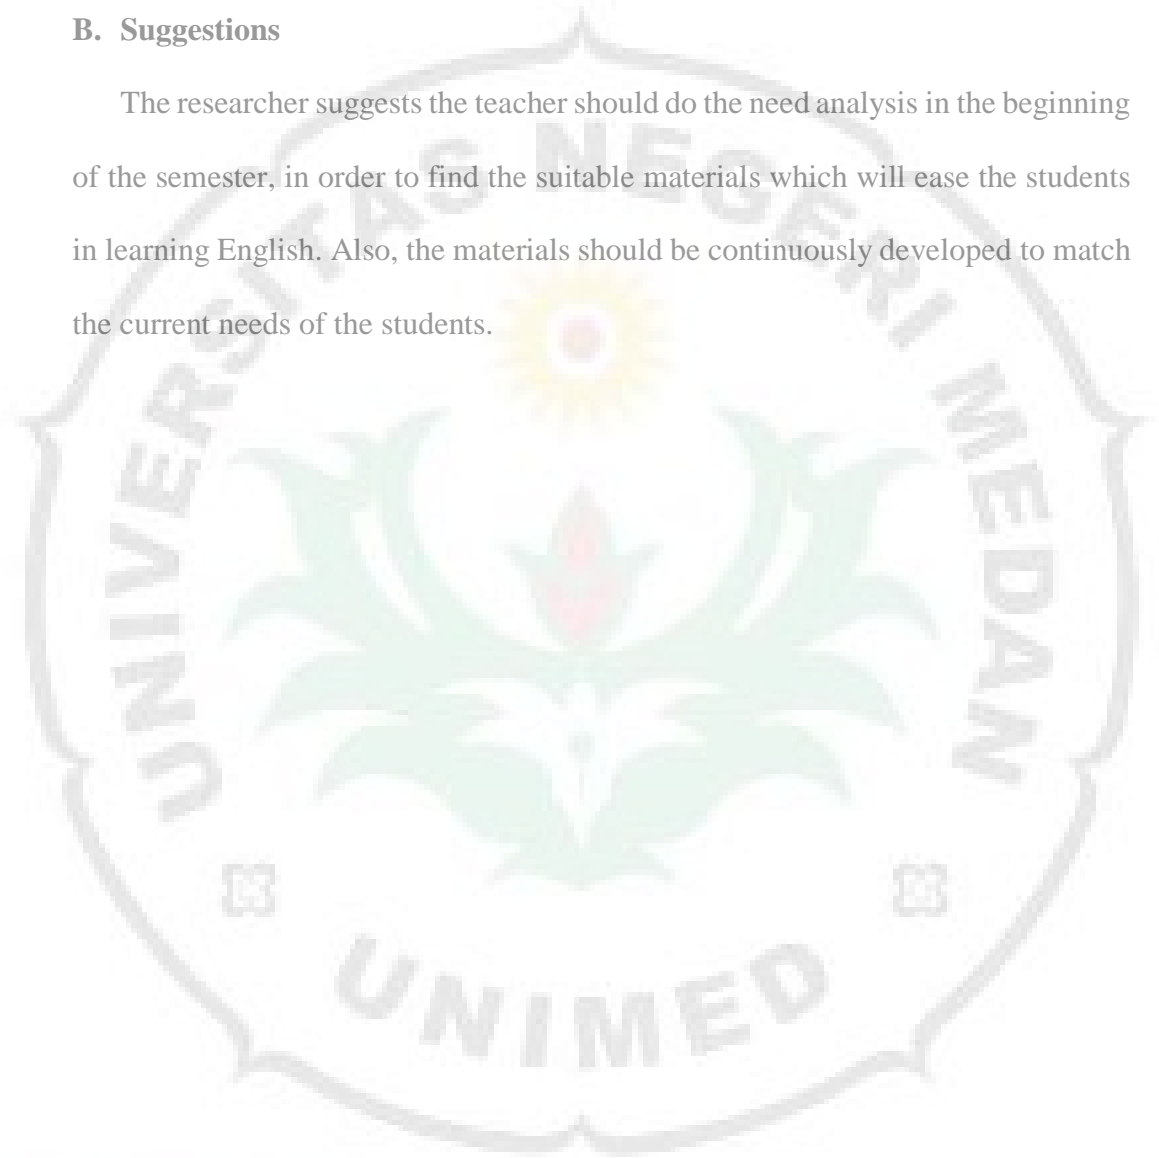 B. Suggestions
The researcher suggests the teacher should do the need analysis in the beginning
of the semester, in order to find the suitable materials which will ease the students
in learning English. Also, the materials should be continuously developed to match
the current needs of the students.
UNIVERSITAS NEGERI MEDAN
UNIMED